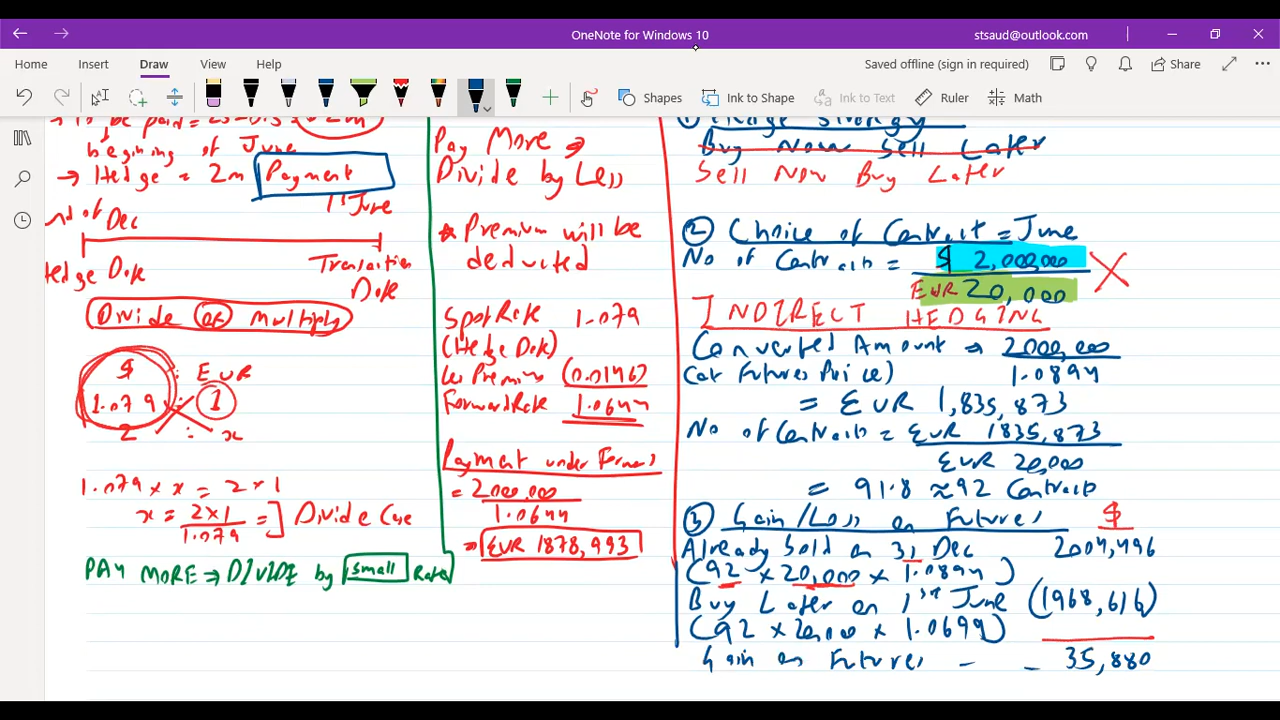 OneNote for Windows 10
stsaud@outlook.com
Home Insert Draw View Help
Saved offline (sign in required)
Share
Shapes
Ink to Shape
Ink to Text
Ruler
Math
beginning of June
→ Hedge = 2m Payment
1st June
nd of Dec
edge Date
Transaction
Date
Divide or multiply
$ : EUR
1.079 : 1
2 : x
1.079 × x = 2×1
x = 2×1 = ] Divide Case
1.079
PAY MORE ⇒ DIVIDE by Small Rate
Pay More →
Divide by Less
* Premium will be
deducted
Spot Rate 1.079
(Hedge Date)
Les Premium (0.0146)
Forward Rate 1.0644
Payment under Forward
= 2000,000
1.0644
⇒ EUR 1878,993
Buy Now Sell Later
Sell Now Buy Later
② Choice of Contract = June
No of Contracts = $ 2,000,000
EUR 20,000
INDIRECT HEDGING
Converted Amount ⇒ 2000,000
(at Futures Price) 1.0894
= EUR 1,835,873
No of Contracts = EUR 1835,873
EUR 20,000
= 91.8 ≈ 92 Contracts
③ Gain/Loss on Futures $
Already Sold on 31 Dec 2004,496
(92 × 20,000 × 1.0894)
Buy Later on 1st June (1968,616)
(92 × 20,000 × 1.0699)
Gain on Futures - - 35,880